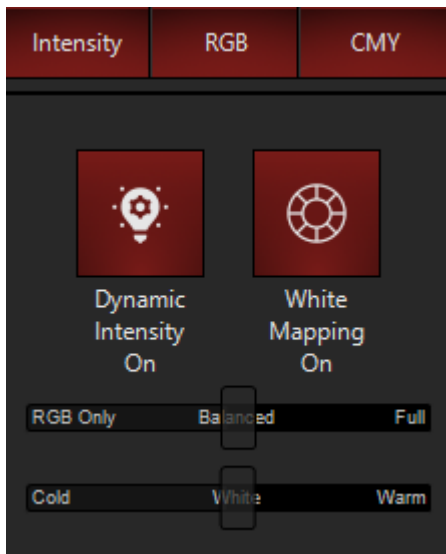 Intensity RGB CMY
Dynamic Intensity On
White Mapping On
RGB Only Balanced Full
Cold White Warm